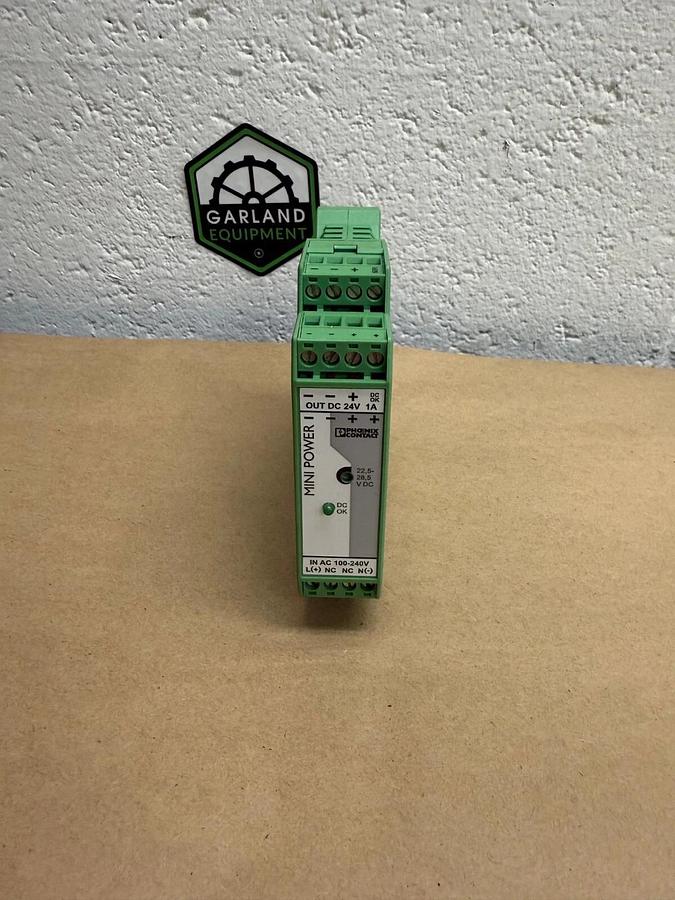 GARLAND
EQUIPMENT
− − + DC OK
OUT DC 24V 1A
− − + +
PHŒNIX
CONTACT
MINI POWER
22,5-
28,5
V DC
DC
OK
IN AC 100-240V
L(+) NC NC N(-)